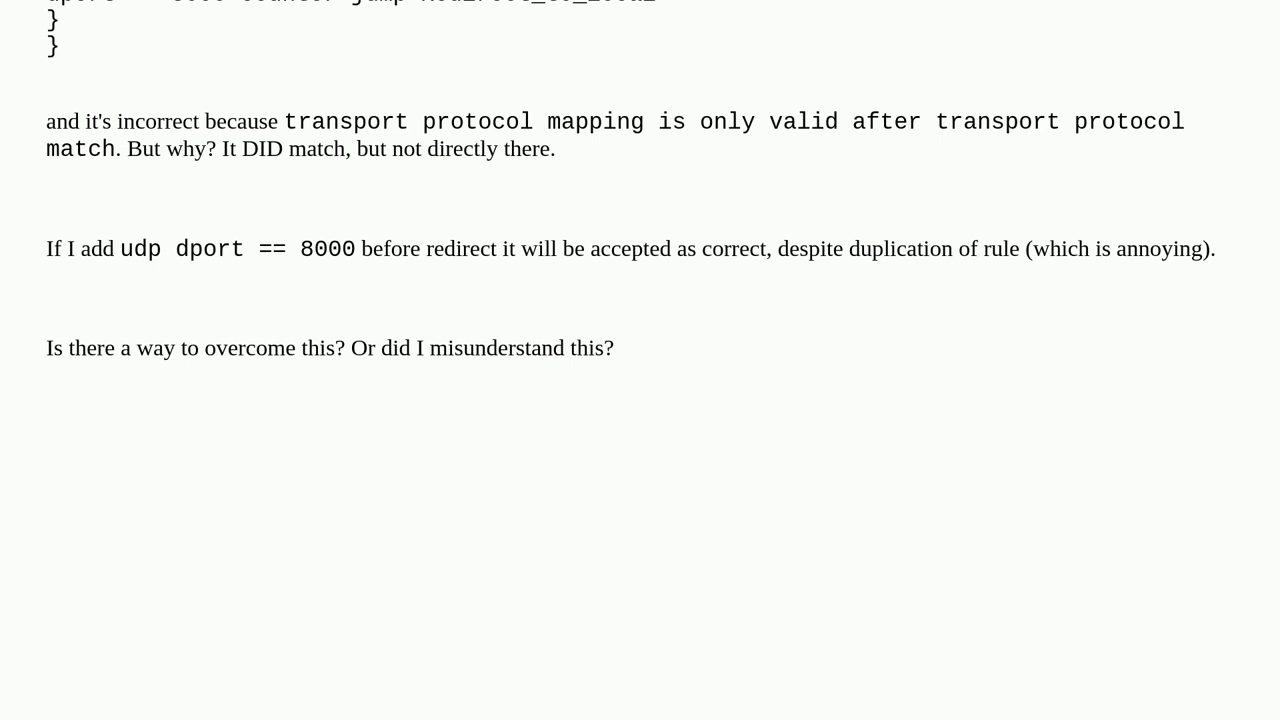 }
}
and it's incorrect because transport protocol mapping is only valid after transport protocol
match. But why? It DID match, but not directly there.
If I add udp dport == 8000 before redirect it will be accepted as correct, despite duplication of rule (which is annoying).
Is there a way to overcome this? Or did I misunderstand this?